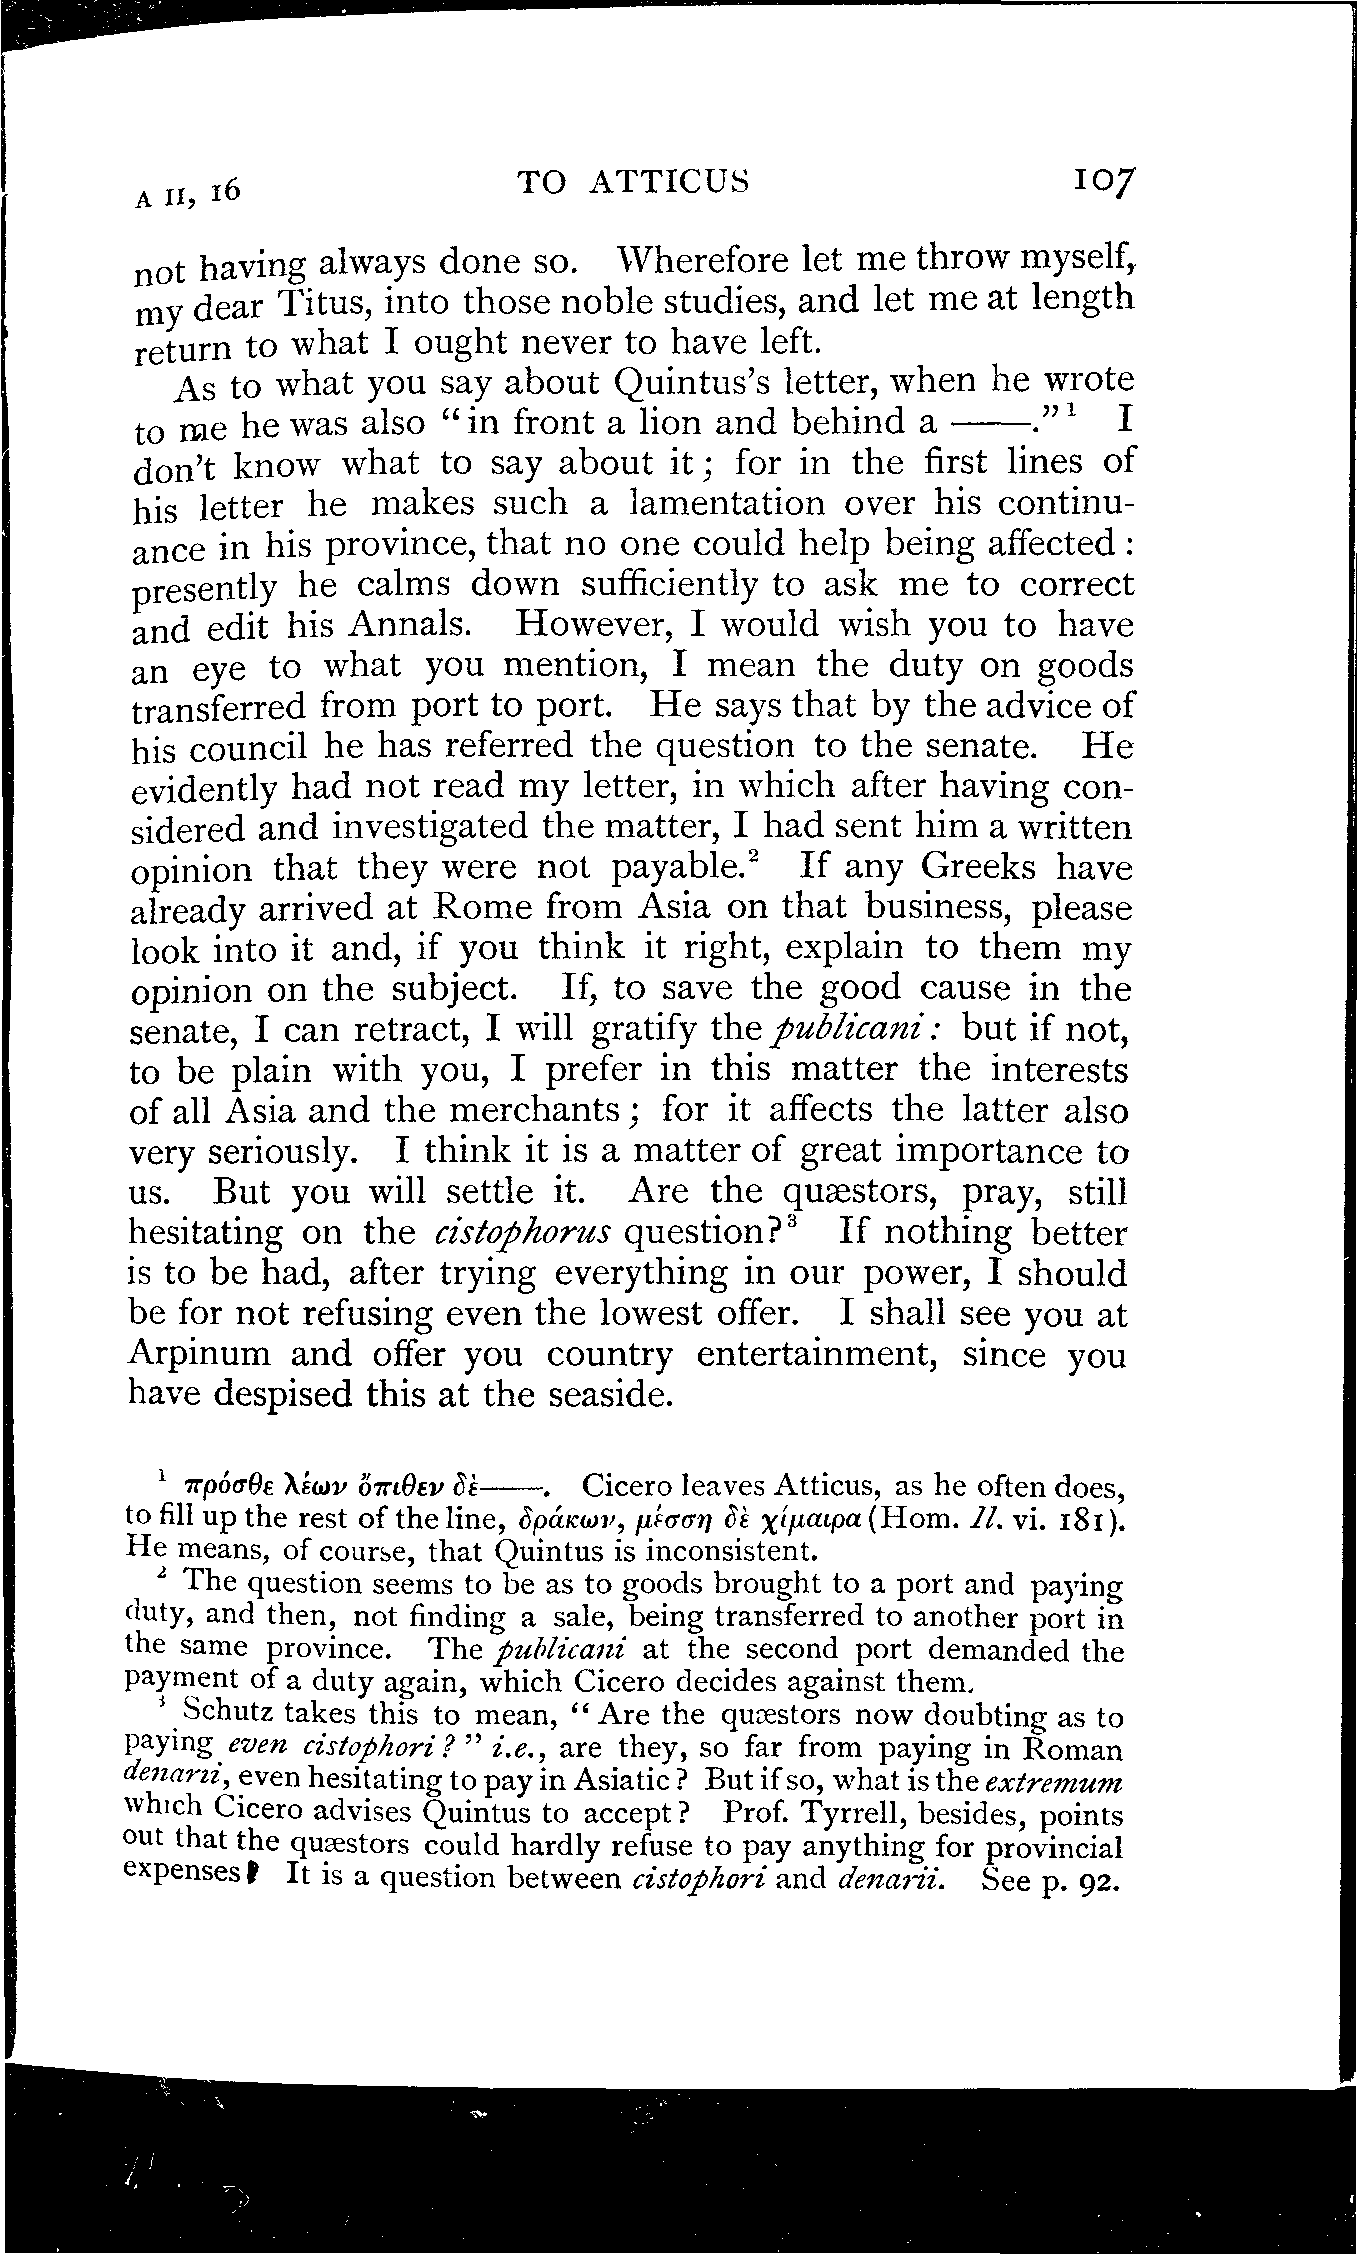 A II, 16 TO ATTICUS 107
not having always done so. Wherefore let me throw myself,
my dear Titus, into those noble studies, and let me at length
return to what I ought never to have left.
As to what you say about Quintus's letter, when he wrote
to me he was also “in front a lion and behind a ——.”¹ I
don't know what to say about it; for in the first lines of
his letter he makes such a lamentation over his continu-
ance in his province, that no one could help being affected:
presently he calms down sufficiently to ask me to correct
and edit his Annals. However, I would wish you to have
an eye to what you mention, I mean the duty on goods
transferred from port to port. He says that by the advice of
his council he has referred the question to the senate. He
evidently had not read my letter, in which after having con-
sidered and investigated the matter, I had sent him a written
opinion that they were not payable.² If any Greeks have
already arrived at Rome from Asia on that business, please
look into it and, if you think it right, explain to them my
opinion on the subject. If, to save the good cause in the
senate, I can retract, I will gratify the publicani: but if not,
to be plain with you, I prefer in this matter the interests
of all Asia and the merchants; for it affects the latter also
very seriously. I think it is a matter of great importance to
us. But you will settle it. Are the quæstors, pray, still
hesitating on the cistophorus question?³ If nothing better
is to be had, after trying everything in our power, I should
be for not refusing even the lowest offer. I shall see you at
Arpinum and offer you country entertainment, since you
have despised this at the seaside.
¹ πρόσθε λέων ὄπιθεν δὲ——. Cicero leaves Atticus, as he often does,
to fill up the rest of the line, δράκων, μέσση δὲ χίμαιρα (Hom. Il. vi. 181).
He means, of course, that Quintus is inconsistent.
² The question seems to be as to goods brought to a port and paying
duty, and then, not finding a sale, being transferred to another port in
the same province. The publicani at the second port demanded the
payment of a duty again, which Cicero decides against them.
³ Schutz takes this to mean, “Are the quæstors now doubting as to
paying even cistophori?” i.e., are they, so far from paying in Roman
denarii, even hesitating to pay in Asiatic? But if so, what is the extremum
which Cicero advises Quintus to accept? Prof. Tyrrell, besides, points
out that the quæstors could hardly refuse to pay anything for provincial
expenses. It is a question between cistophori and denarii. See p. 92.